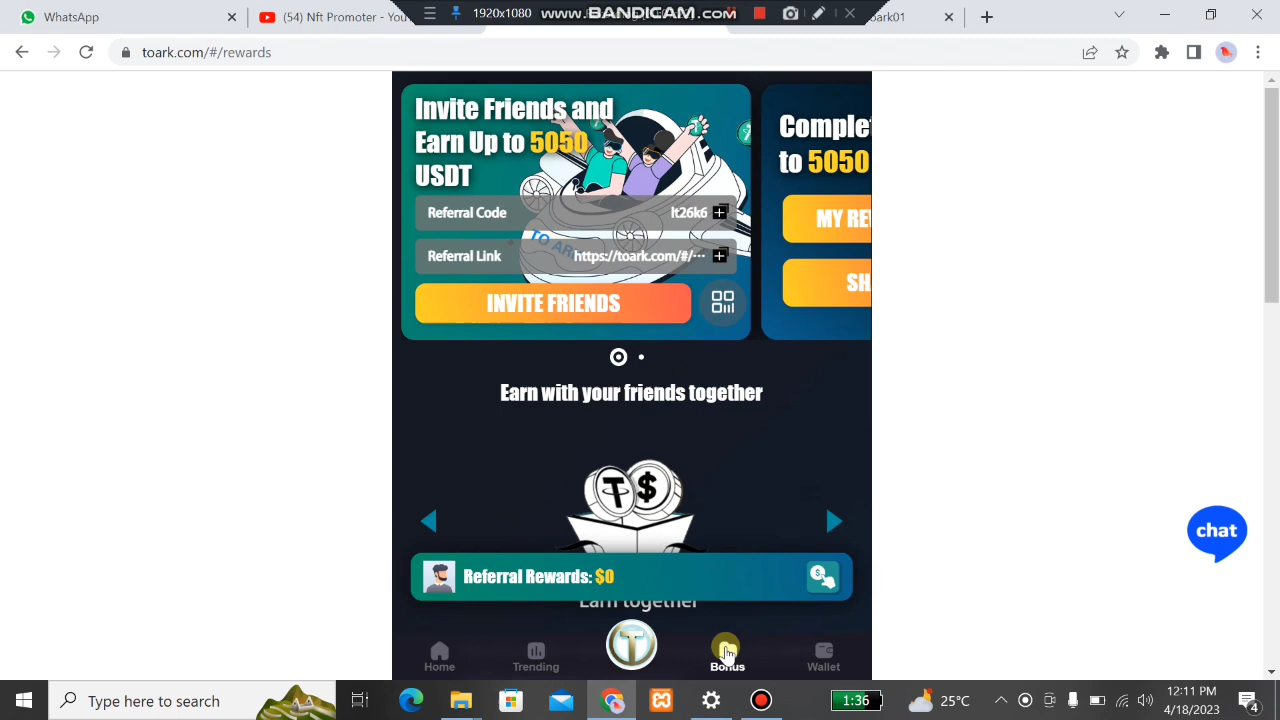 WhatsApp
(54) Nft Promoter - You
1920x1080
www.BANDICAM.com
ark01
toark.com/#/rewards
Invite Friends and
Earn Up to 5050
USDT
Referral Code lt26k6
Referral Link https://toark.com/#/···
INVITE FRIENDS
Comple
to 5050
MY RE
SH
Earn with your friends together
Referral Rewards: $0
Earn together
chat
Home
Trending
Bonus
Wallet
Type here to search
1:36
25°C
12:11 PM
4/18/2023
4